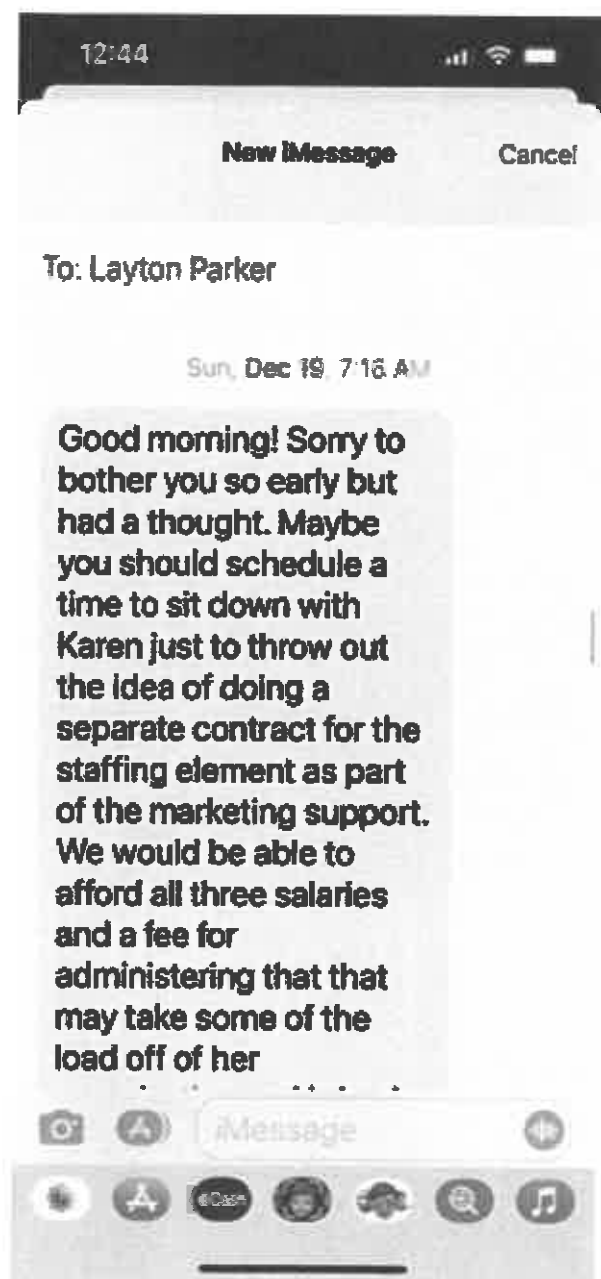 12:44
New iMessage
Cancel
To: Layton Parker
Sun, Dec 19, 7:16 AM
Good morning! Sorry to
bother you so early but
had a thought. Maybe
you should schedule a
time to sit down with
Karen just to throw out
the idea of doing a
separate contract for the
staffing element as part
of the marketing support.
We would be able to
afford all three salaries
and a fee for
administering that that
may take some of the
load off of her
iMessage